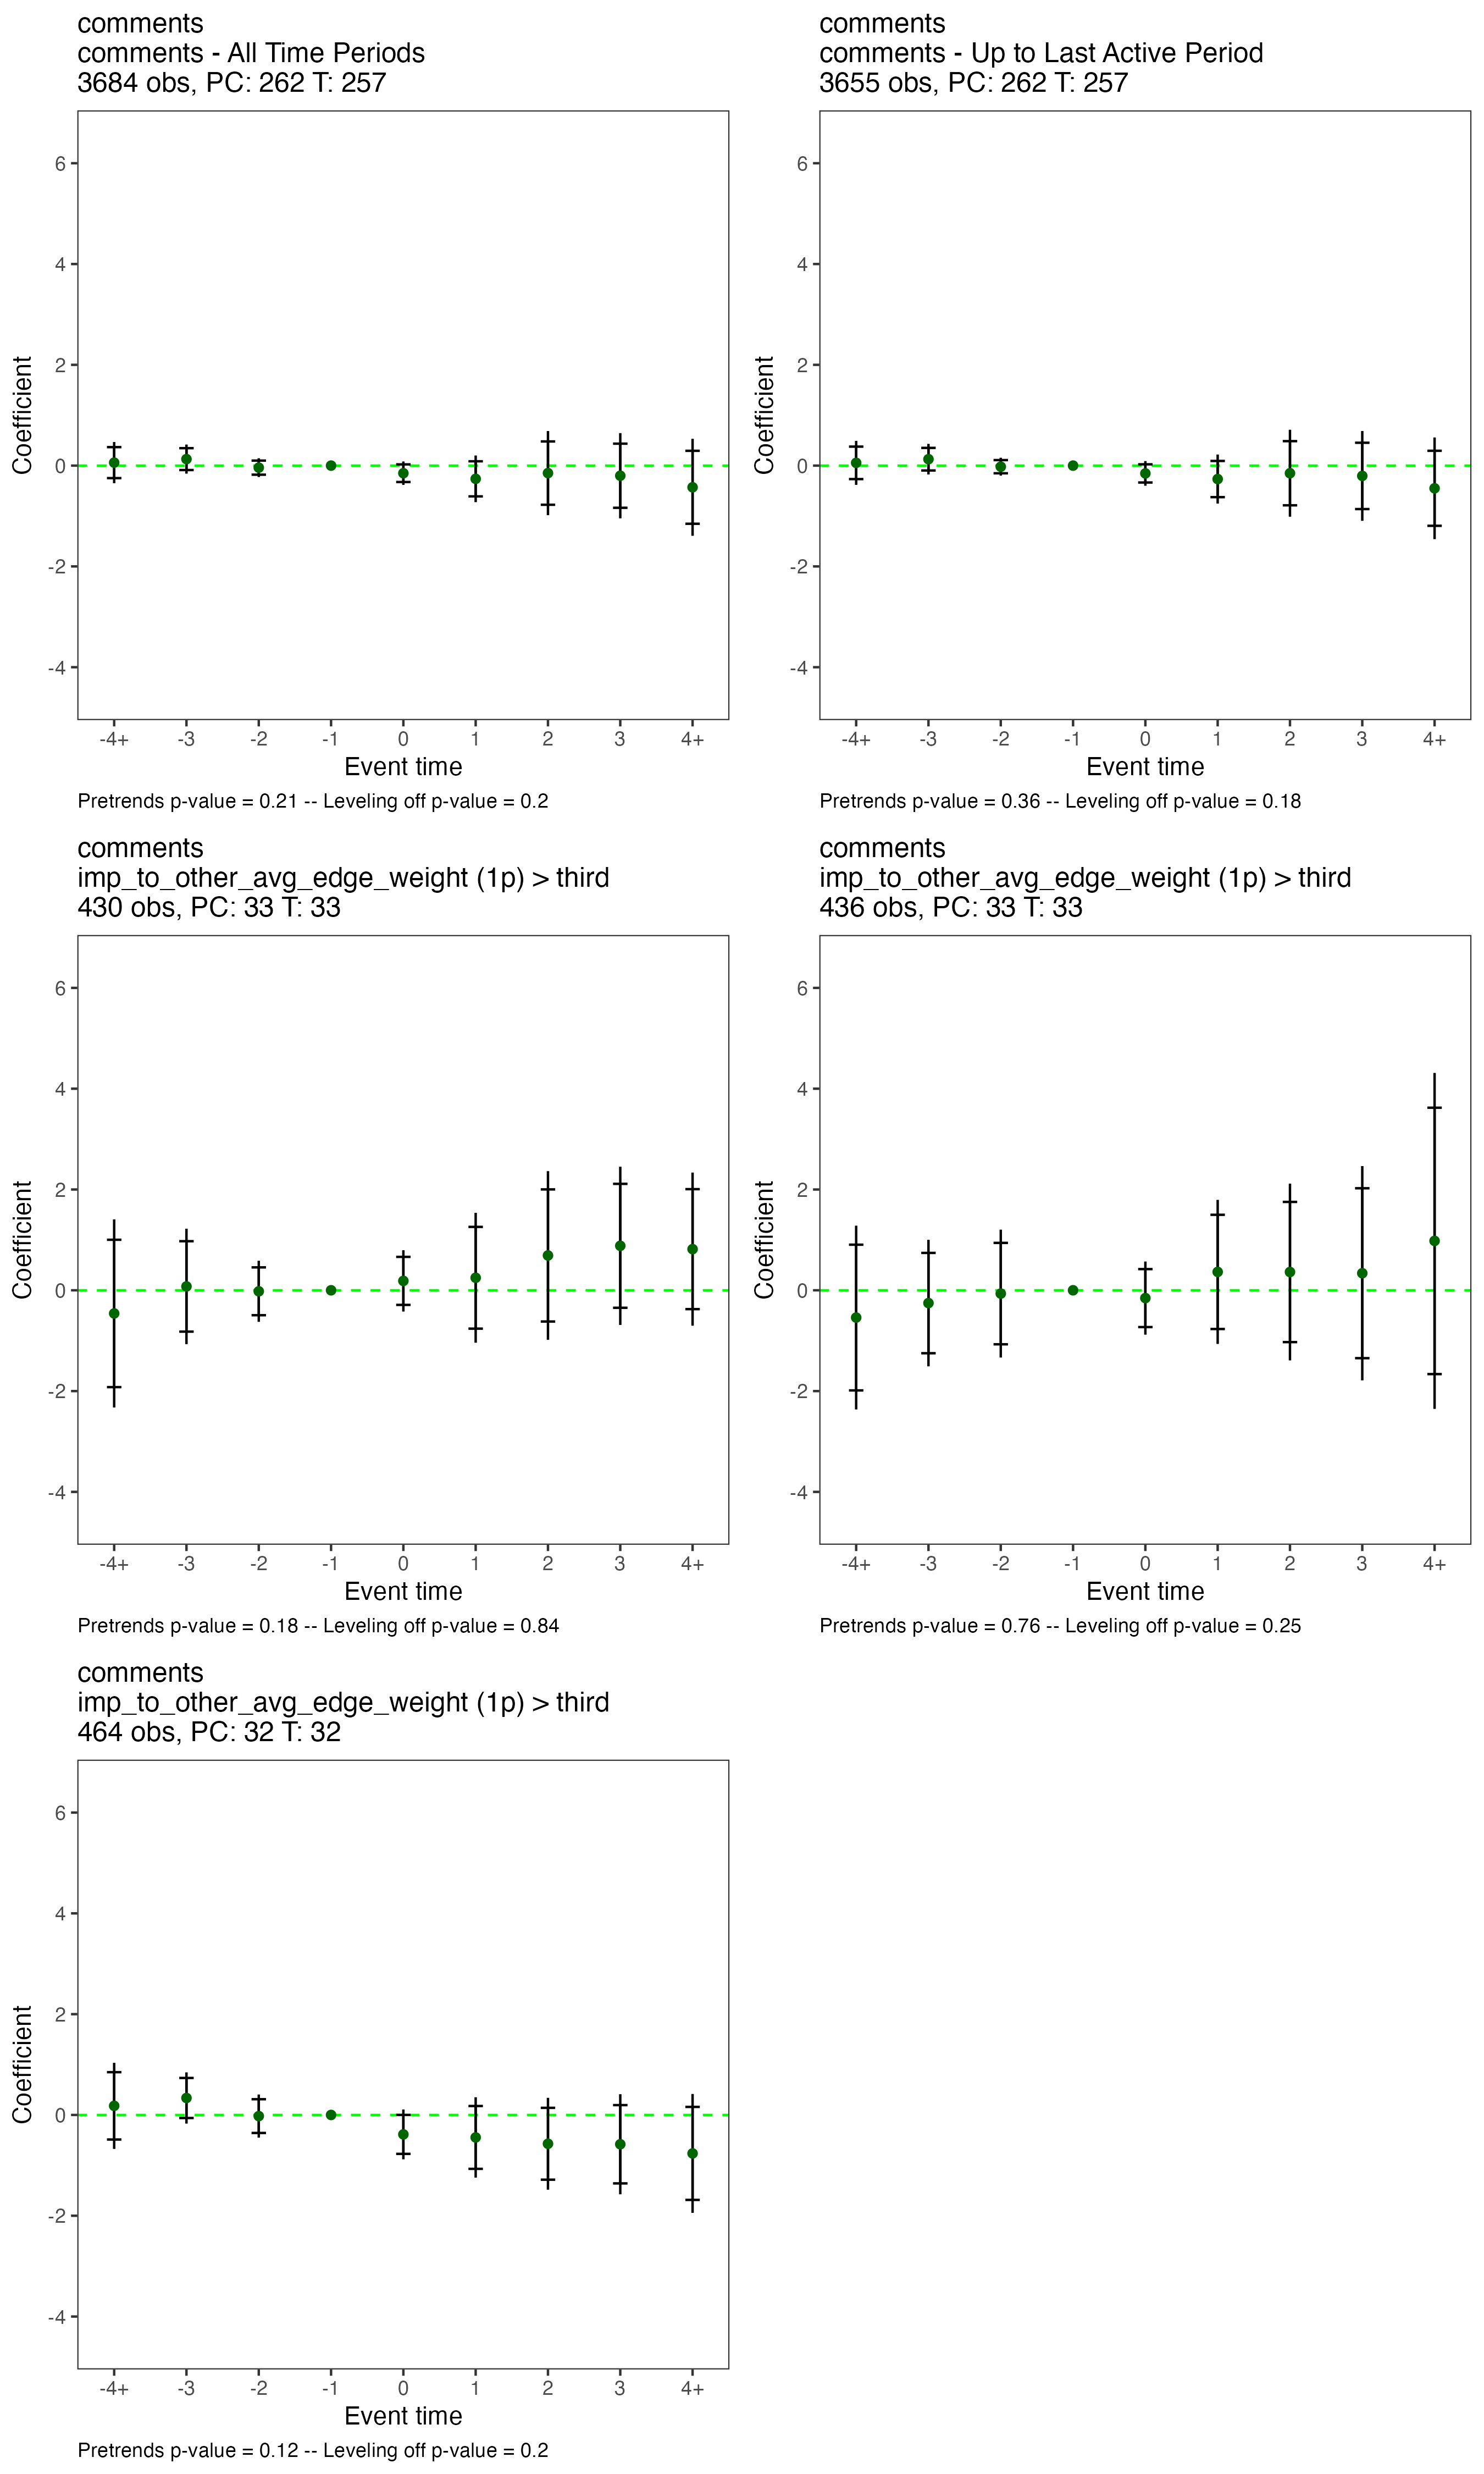 comments
comments - All Time Periods
3684 obs, PC: 262 T: 257
6
4
2
0
-2
-4
Coefficient
-4+ -3 -2 -1 0 1 2 3 4+
Event time
Pretrends p-value = 0.21 -- Leveling off p-value = 0.2
comments
comments - Up to Last Active Period
3655 obs, PC: 262 T: 257
6
4
2
0
-2
-4
Coefficient
-4+ -3 -2 -1 0 1 2 3 4+
Event time
Pretrends p-value = 0.36 -- Leveling off p-value = 0.18
comments
imp_to_other_avg_edge_weight (1p) > third
430 obs, PC: 33 T: 33
6
4
2
0
-2
-4
Coefficient
-4+ -3 -2 -1 0 1 2 3 4+
Event time
Pretrends p-value = 0.18 -- Leveling off p-value = 0.84
comments
imp_to_other_avg_edge_weight (1p) > third
436 obs, PC: 33 T: 33
6
4
2
0
-2
-4
Coefficient
-4+ -3 -2 -1 0 1 2 3 4+
Event time
Pretrends p-value = 0.76 -- Leveling off p-value = 0.25
comments
imp_to_other_avg_edge_weight (1p) > third
464 obs, PC: 32 T: 32
6
4
2
0
-2
-4
Coefficient
-4+ -3 -2 -1 0 1 2 3 4+
Event time
Pretrends p-value = 0.12 -- Leveling off p-value = 0.2